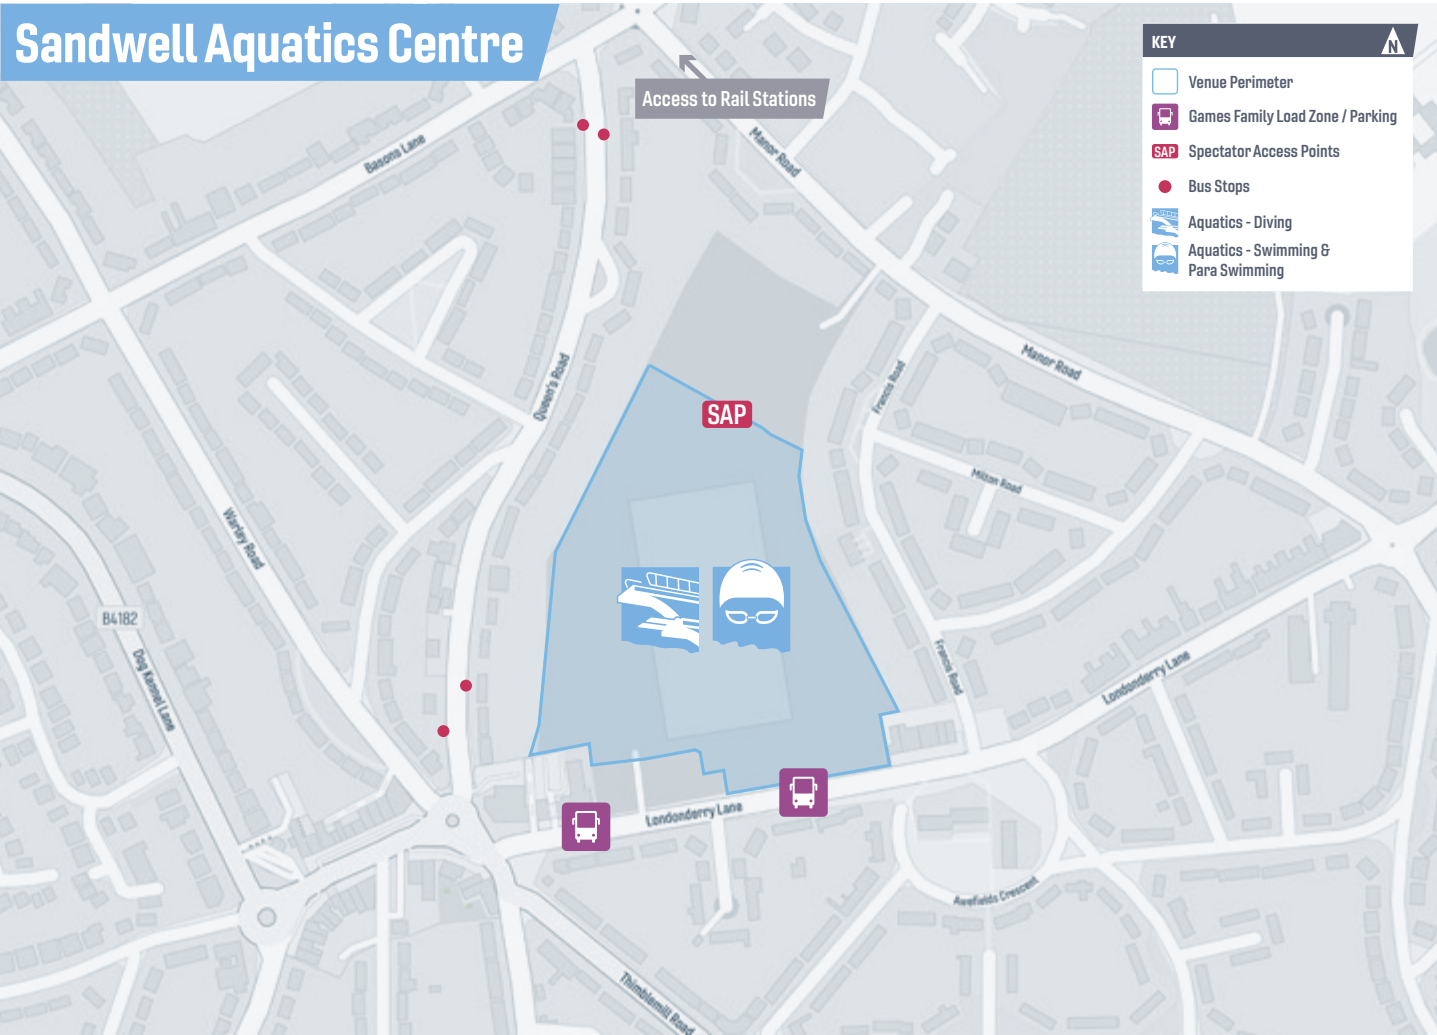 Sandwell Aquatics Centre
KEY
N
Venue Perimeter
Games Family Load Zone / Parking
SAP
Spectator Access Points
Bus Stops
Aquatics - Diving
Aquatics - Swimming &
Para Swimming
Access to Rail Stations
Basons Lane
Manor Road
Queen's Road
Manor Road
Francis Road
SAP
Milton Road
Warley Road
B4182
Dog Kennel Lane
Francis Road
Londonderry Lane
Londonderry Lane
Awefields Crescent
Thimblemill Road